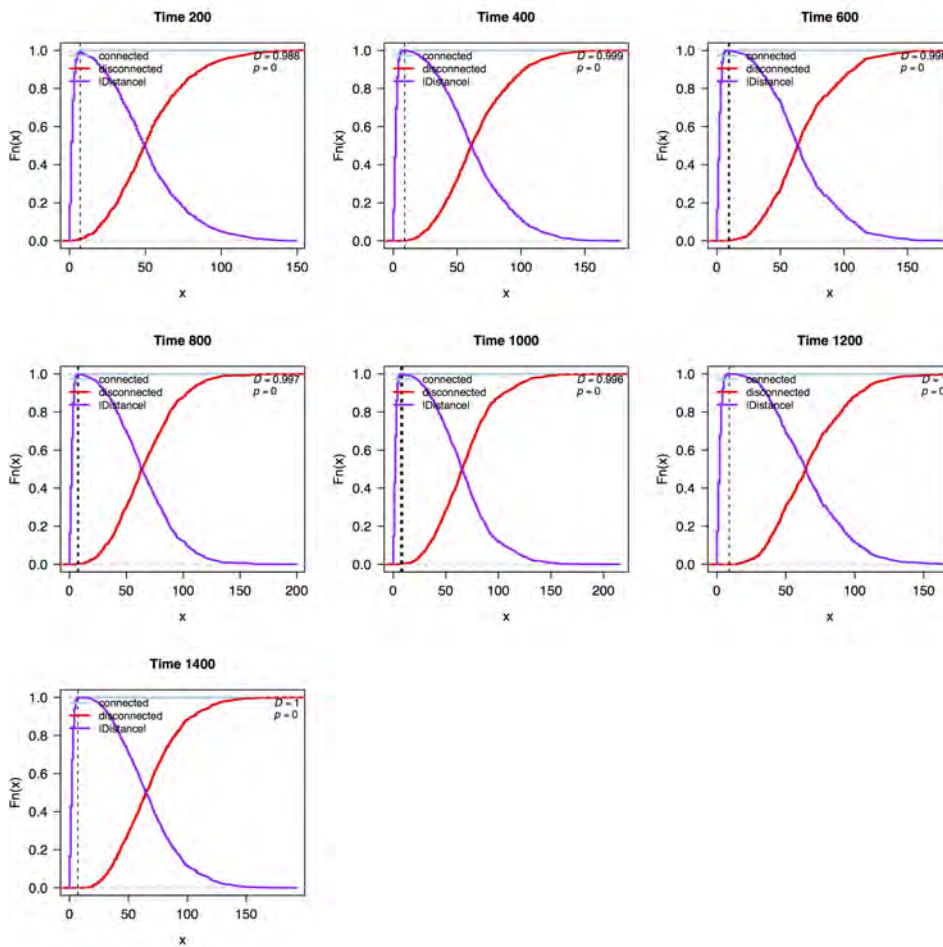 Time 200
Time 400
Time 600
1.0
0.8
0.6
0.4
0.2
0.0
Fn(x)
connected
disconnected
|Distance|
D = 0.988
p = 0
0
50
100
150
x
1.0
0.8
0.6
0.4
0.2
0.0
Fn(x)
connected
disconnected
|Distance|
D = 0.999
p = 0
0
50
100
150
x
1.0
0.8
0.6
0.4
0.2
0.0
Fn(x)
connected
disconnected
|Distance|
p = 0
0
50
100
150
x
Time 800
Time 1000
Time 1200
1.0
0.8
0.6
0.4
0.2
0.0
Fn(x)
connected
disconnected
|Distance|
D = 0.997
p = 0
0
50
100
150
200
x
1.0
0.8
0.6
0.4
0.2
0.0
Fn(x)
connected
disconnected
|Distance|
D = 0.996
p = 0
0
50
100
150
200
x
1.0
0.8
0.6
0.4
0.2
0.0
Fn(x)
connected
disconnected
|Distance|
D =
p = 0
0
50
100
150
x
Time 1400
1.0
0.8
0.6
0.4
0.2
0.0
Fn(x)
connected
disconnected
|Distance|
D = 1
p = 0
0
50
100
150
x